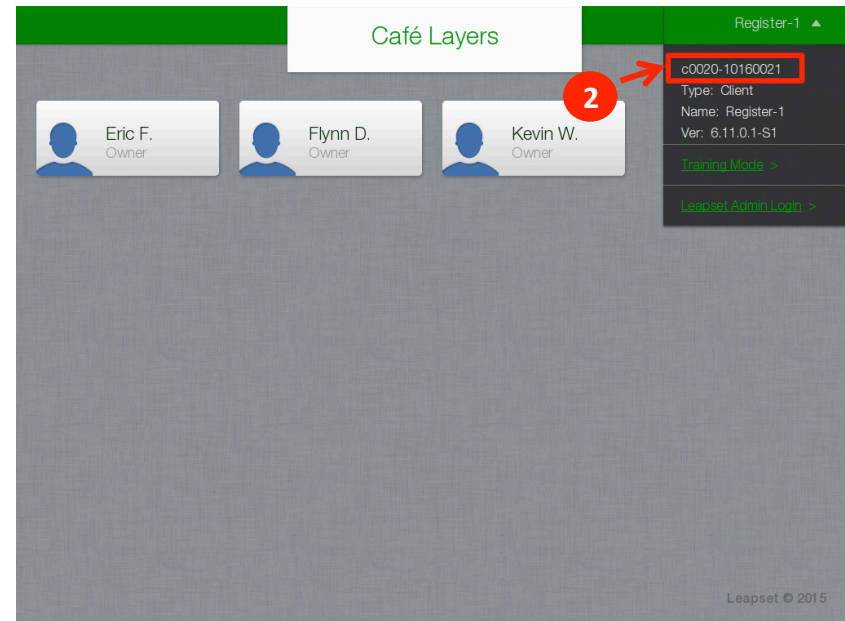 Café Layers
Register-1
c0020-10160021
Type: Client
Name: Register-1
Ver: 6.11.0.1-S1
Training Mode >
Leapset Admin Login >
2
Eric F.
Owner
Flynn D.
Owner
Kevin W.
Owner
Leapset © 2015